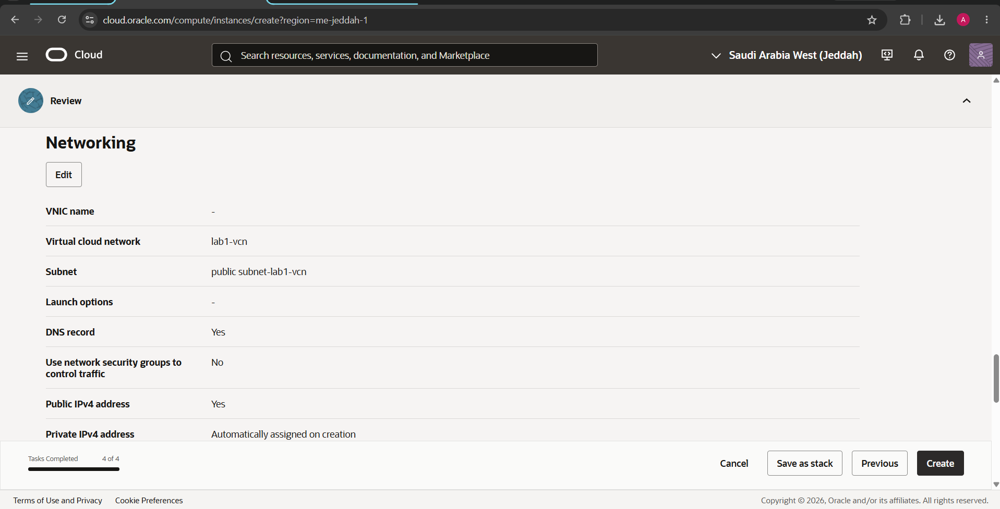 cloud.oracle.com/compute/instances/create?region=me-jeddah-1
A
Cloud
Search resources, services, documentation, and Marketplace
Saudi Arabia West (Jeddah)
Review
Networking
Edit
VNIC name -
Virtual cloud network lab1-vcn
Subnet public subnet-lab1-vcn
Launch options -
DNS record Yes
Use network security groups to No
control traffic
Public IPv4 address Yes
Private IPv4 address Automatically assigned on creation
Tasks Completed 4 of 4
Cancel Save as stack Previous Create
Terms of Use and Privacy Cookie Preferences Copyright © 2026, Oracle and/or its affiliates. All rights reserved.